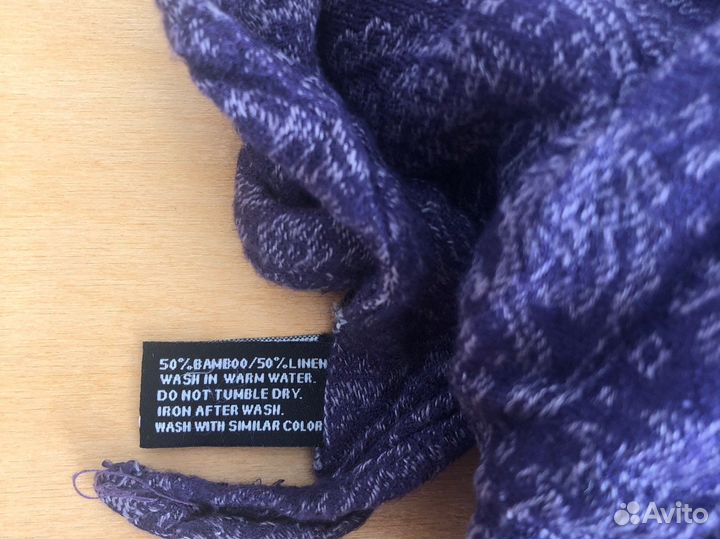 50%BAMBOO/50%LINEN
WASH IN WARM WATER.
DO NOT TUMBLE DRY.
IRON AFTER WASH.
WASH WITH SIMILAR COLOR
Avito